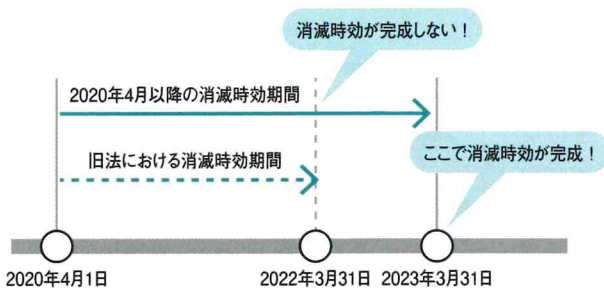 消滅時効が完成しない！
2020年4月以降の消滅時効期間
旧法における消滅時効期間
ここで消滅時効が完成！
2020年4月1日
2022年3月31日
2023年3月31日